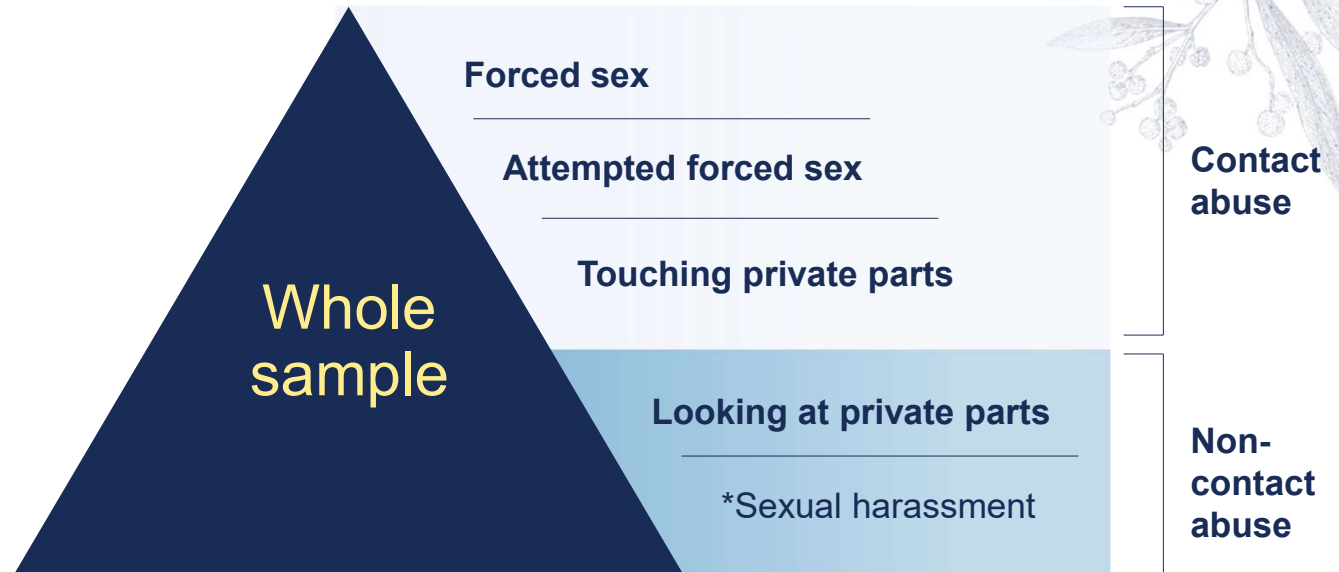 Forced sex
Attempted forced sex
Touching private parts
Contact
abuse
Whole
sample
Looking at private parts
*Sexual harassment
Non-
contact
abuse